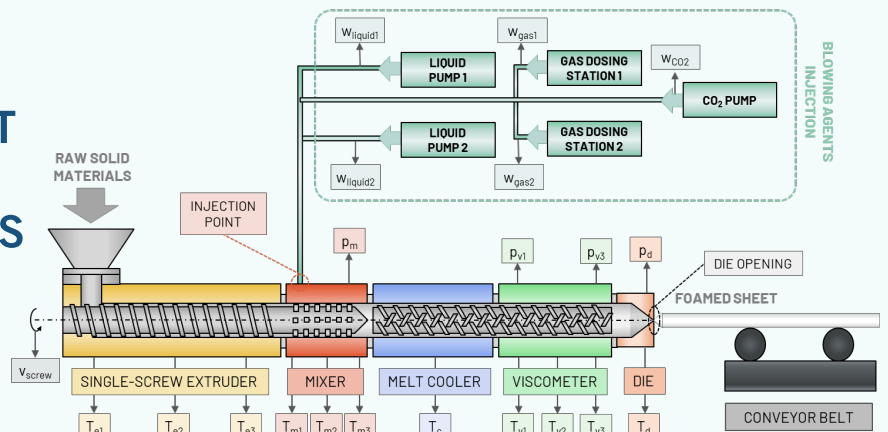 T
S
w_liquid1
w_gas1
LIQUID
PUMP 1
GAS DOSING
STATION 1
w_CO2
CO₂ PUMP
LIQUID
PUMP 2
GAS DOSING
STATION 2
w_liquid2
w_gas2
BLOWING AGENTS
INJECTION
RAW SOLID
MATERIALS
INJECTION
POINT
p_m
p_v1
p_v3
p_d
DIE OPENING
FOAMED SHEET
v_screw
SINGLE-SCREW EXTRUDER
MIXER
MELT COOLER
VISCOMETER
DIE
CONVEYOR BELT
T_e1
T_e2
T_e3
T_m1
T_m2
T_m3
T_c
T_v1
T_v2
T_v3
T_d